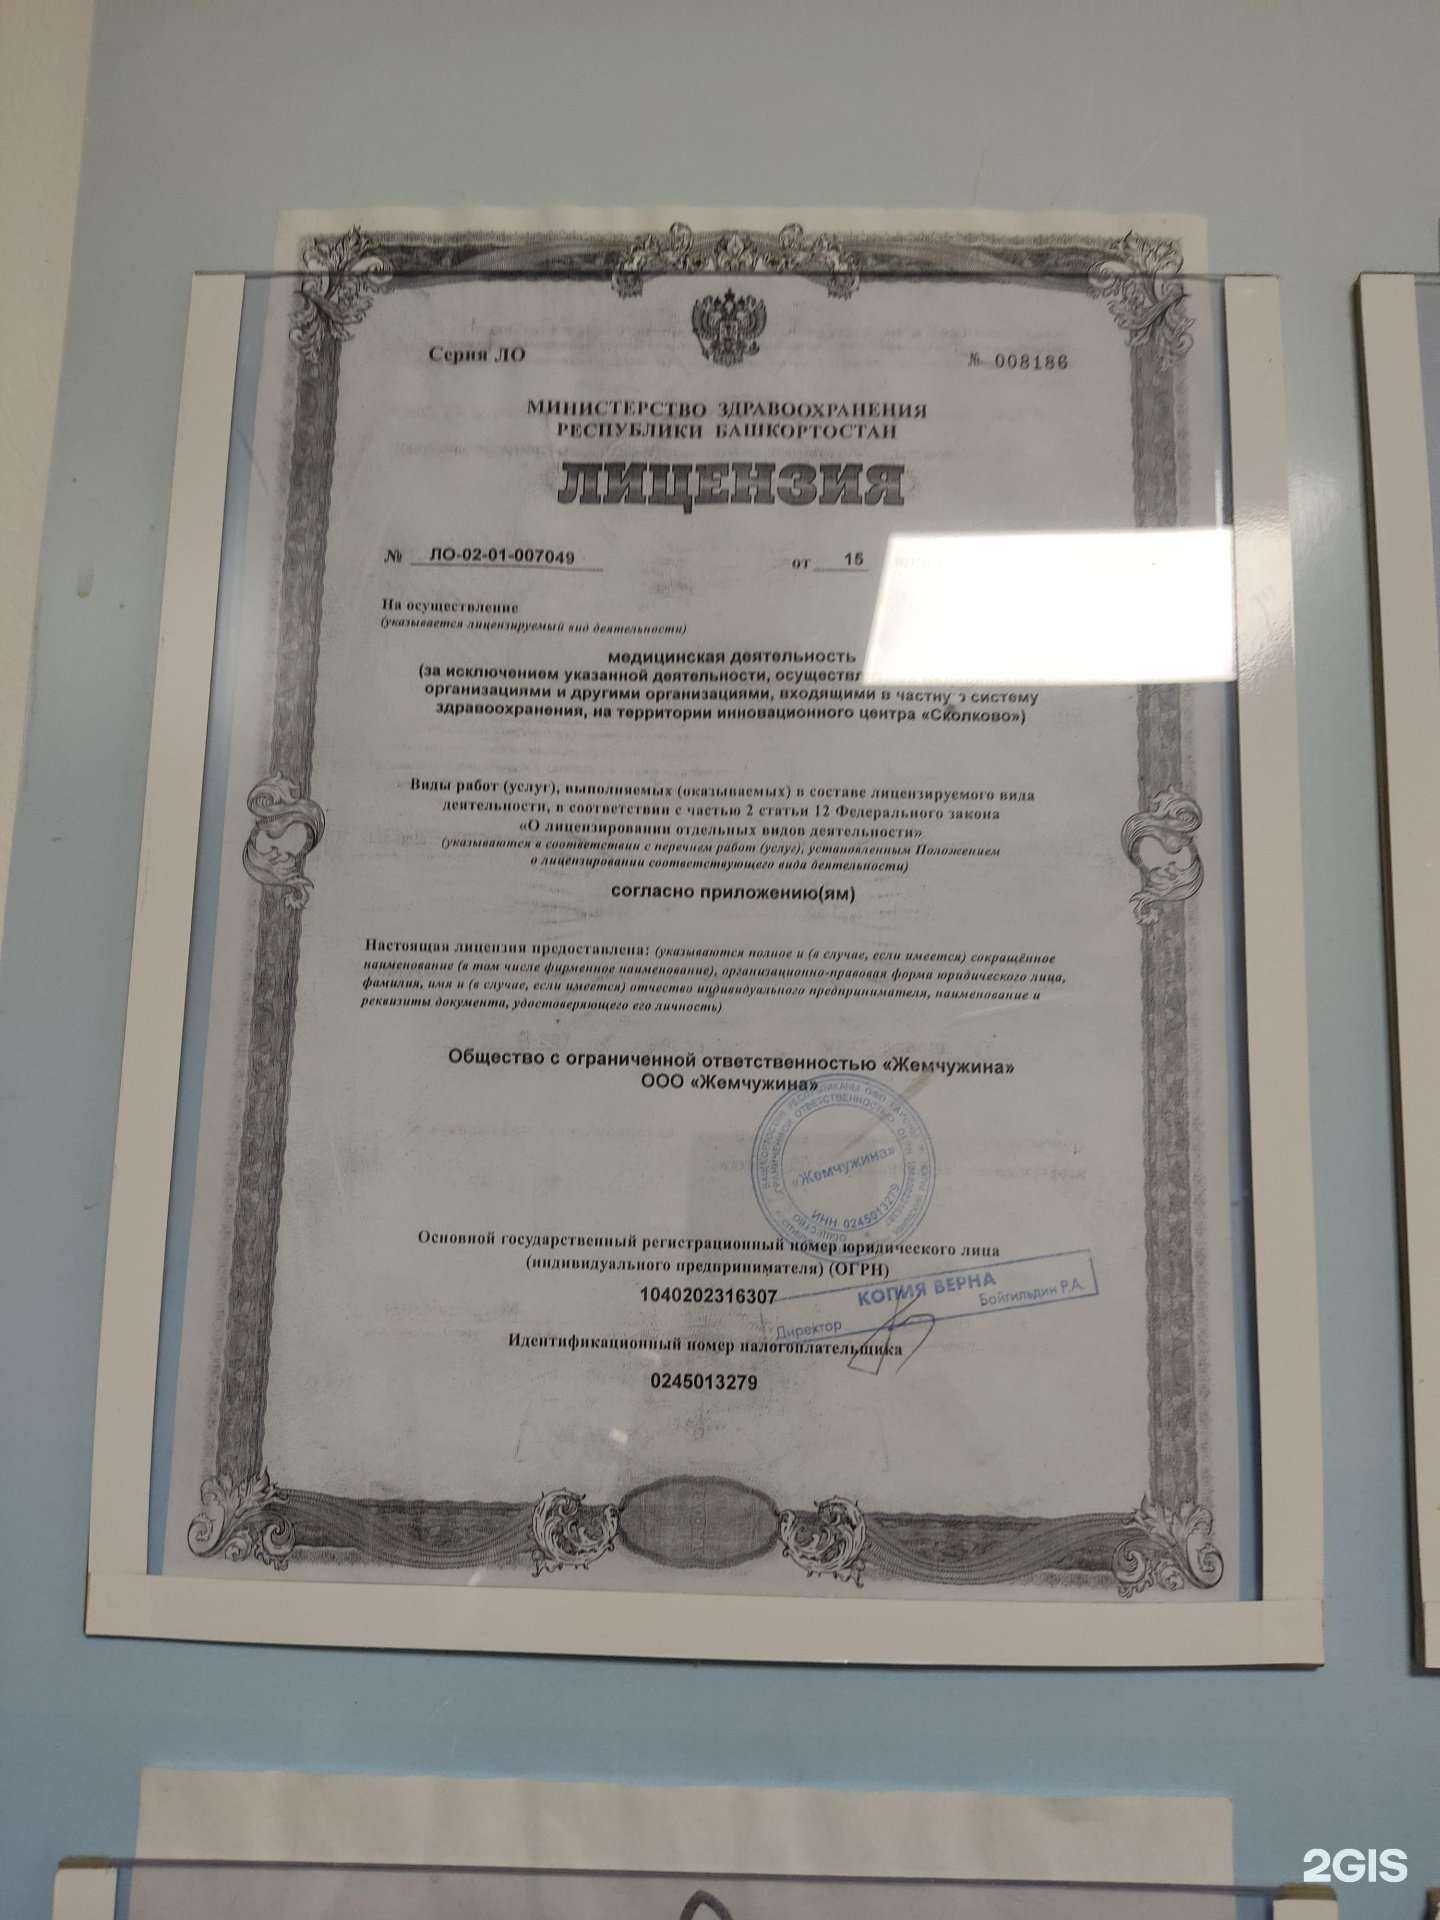 Серия ЛО
№ 008186
МИНИСТЕРСТВО ЗДРАВООХРАНЕНИЯ
РЕСПУБЛИКИ БАШКОРТОСТАН
ЛИЦЕНЗИЯ
№ ЛО-02-01-007049 от 15
На осуществление
(указывается лицензируемый вид деятельности)
медицинская деятельность
(за исключением указанной деятельности,
организациями и другими организациями, входящими в частную систему
здравоохранения, на территории инновационного центра «Сколково»)
Виды работ (услуг), выполняемых (оказываемых) в составе лицензируемого вида
деятельности, в соответствии с частью 2 статьи 12 Федерального закона
«О лицензировании отдельных видов деятельности»
(указываются в соответствии с перечнем работ (услуг), установленным Положением
о лицензировании соответствующего вида деятельности)
согласно приложению(ям)
Настоящая лицензия предоставлена: (указываются полное и (в случае, если имеется) сокращённое
наименование (в том числе фирменное наименование), организационно-правовая форма юридического лица,
фамилия, имя и (в случае, если имеется) отчество индивидуального предпринимателя, наименование и
реквизиты документа, удостоверяющего его личность)
Общество с ограниченной ответственностью «Жемчужина»
ООО «Жемчужина»
«Жемчужина»
ИНН 0245013279
Основной государственный регистрационный номер юридического лица
(индивидуального предпринимателя) (ОГРН)
1040202316307
КОПИЯ ВЕРНА
Директор Бойгильдин Р.А.
Идентификационный номер налогоплательщика
0245013279
2GIS